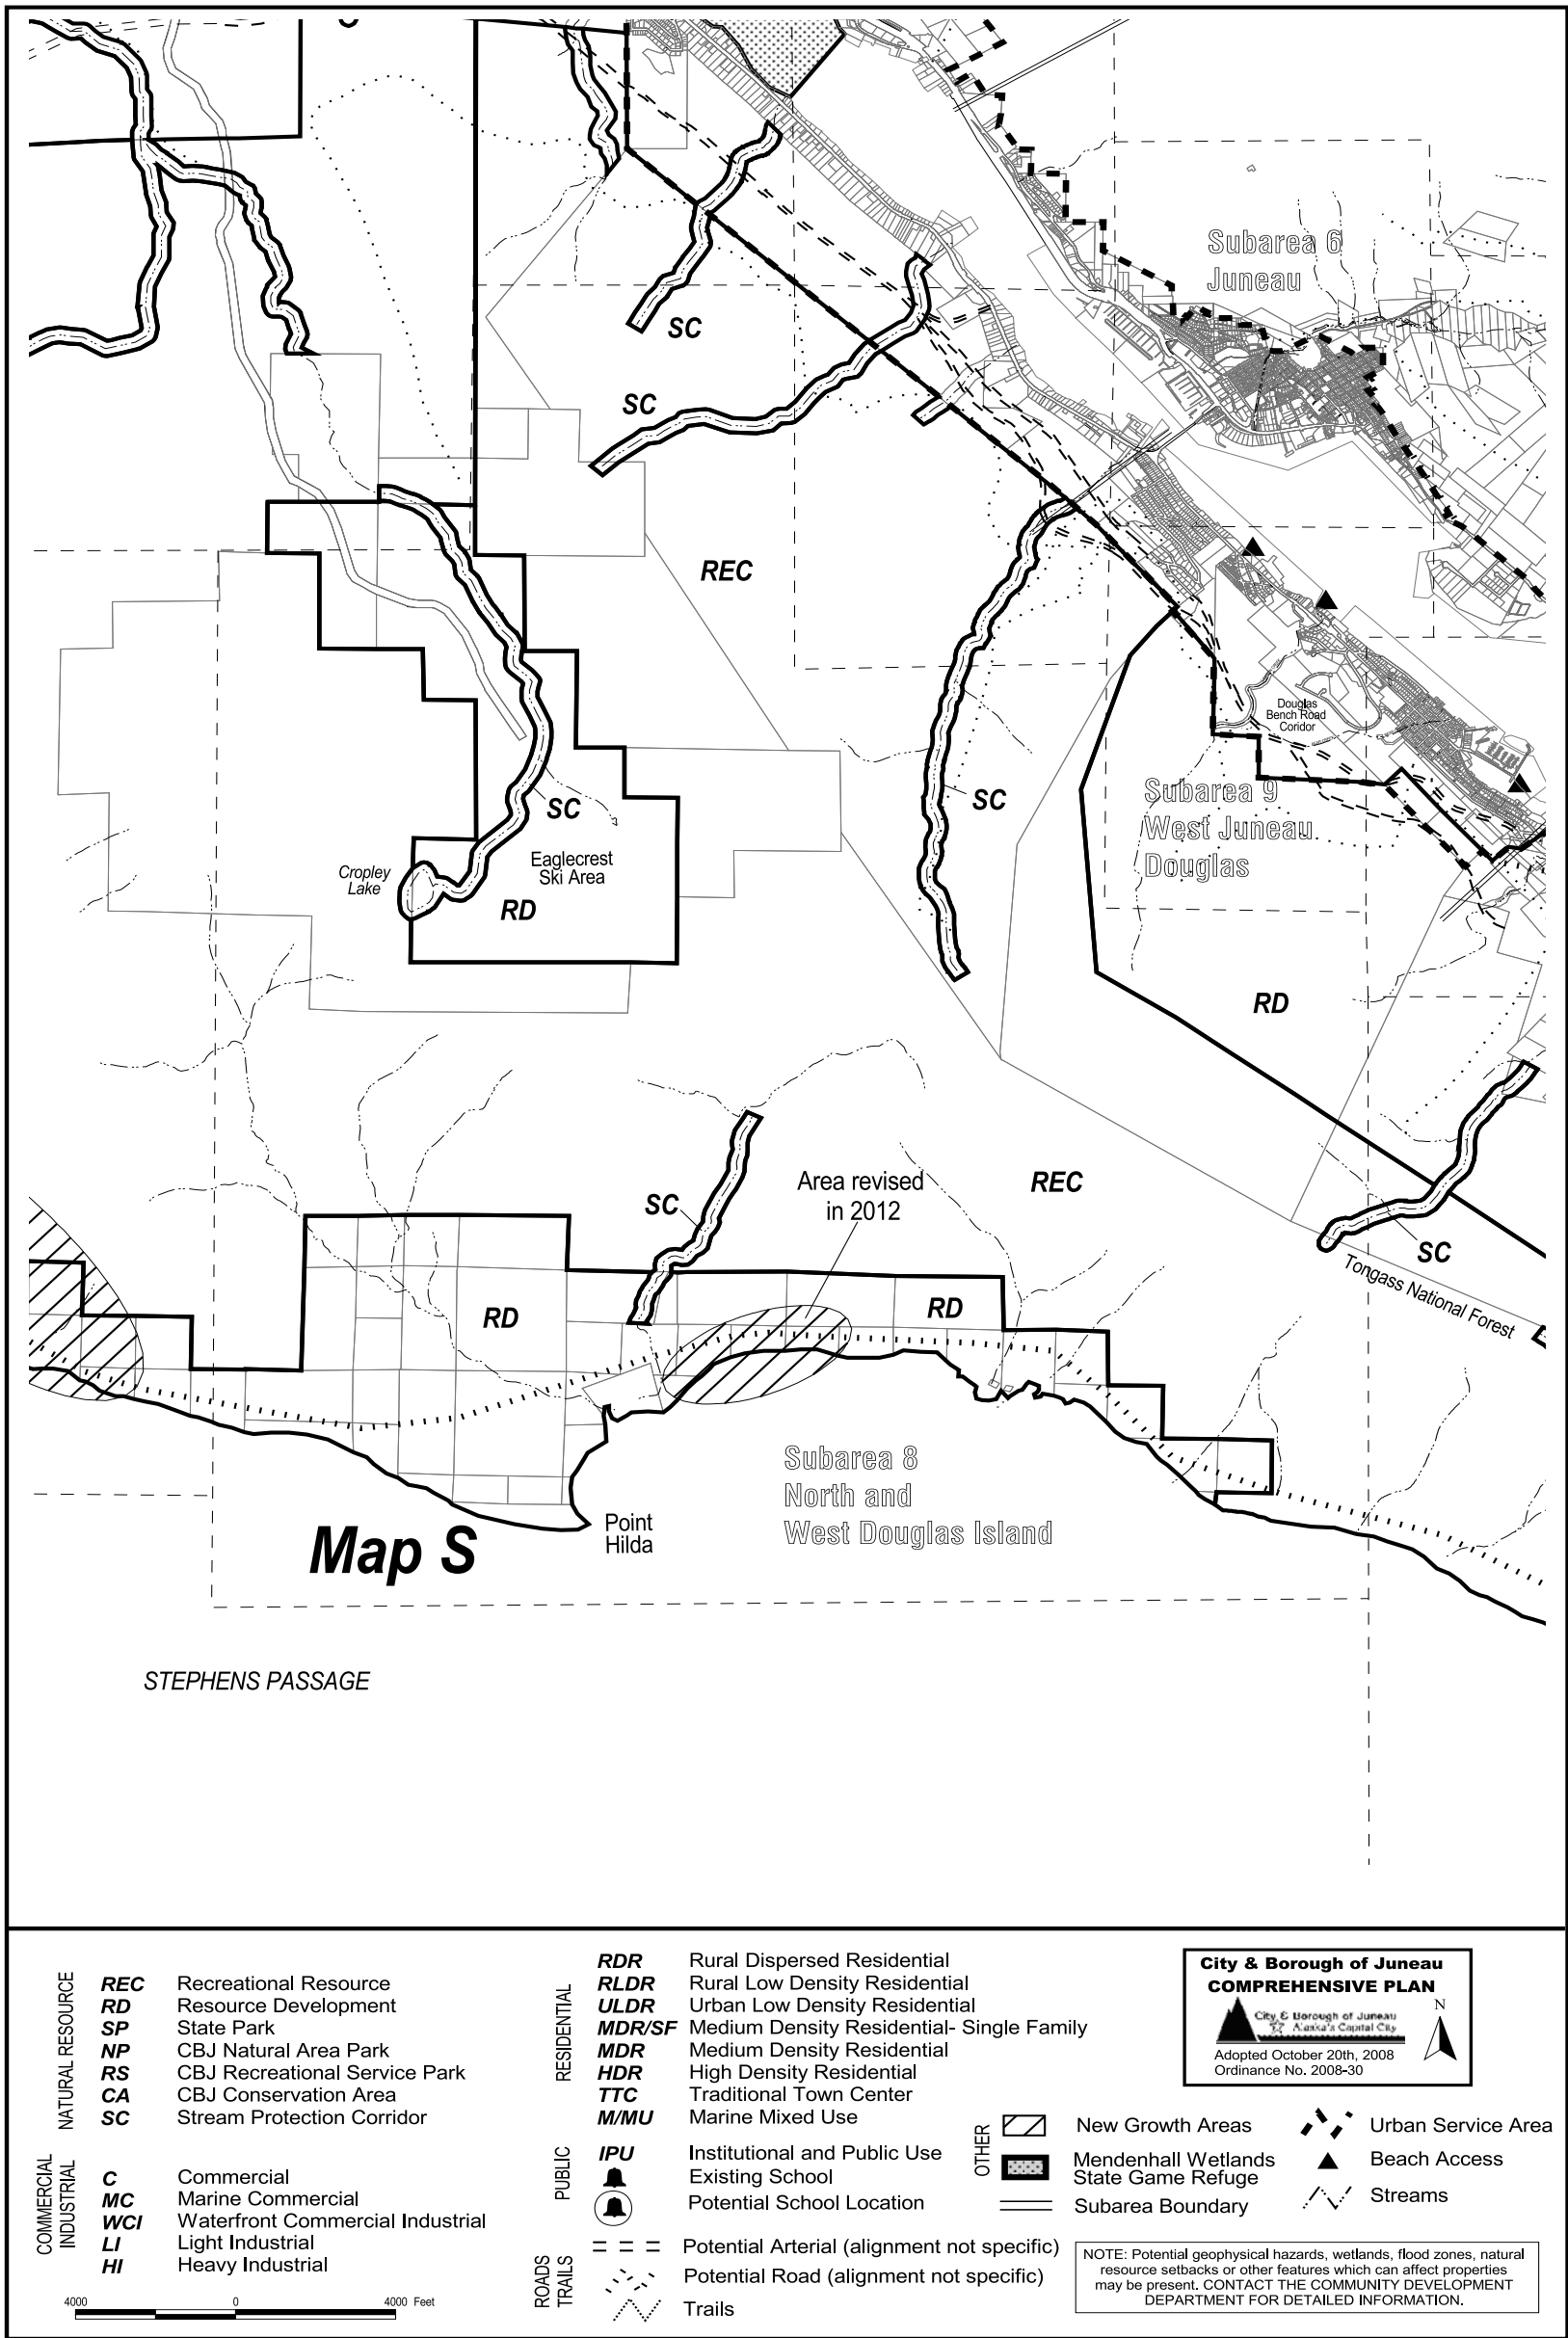 Subarea 6
Juneau
SC
SC
REC
Douglas
Bench Road
Coridor
Subarea 9
West Juneau
Douglas
SC
SC
Cropley
Lake
Eaglecrest
Ski Area
RD
RD
SC
Area revised
in 2012
REC
SC
Tongass National Forest
RD
RD
Subarea 8
North and
West Douglas Island
Point
Hilda
Map S
STEPHENS PASSAGE
NATURAL RESOURCE
REC Recreational Resource
RD Resource Development
SP State Park
NP CBJ Natural Area Park
RS CBJ Recreational Service Park
CA CBJ Conservation Area
SC Stream Protection Corridor
COMMERCIAL
INDUSTRIAL
C Commercial
MC Marine Commercial
WCI Waterfront Commercial Industrial
LI Light Industrial
HI Heavy Industrial
4000 0 4000 Feet
RESIDENTIAL
RDR Rural Dispersed Residential
RLDR Rural Low Density Residential
ULDR Urban Low Density Residential
MDR/SF Medium Density Residential- Single Family
MDR Medium Density Residential
HDR High Density Residential
TTC Traditional Town Center
M/MU Marine Mixed Use
PUBLIC
IPU Institutional and Public Use
Existing School
Potential School Location
ROADS
TRAILS
Potential Arterial (alignment not specific)
Potential Road (alignment not specific)
Trails
OTHER
New Growth Areas
Mendenhall Wetlands
State Game Refuge
Subarea Boundary
Urban Service Area
Beach Access
Streams
City & Borough of Juneau
COMPREHENSIVE PLAN
City & Borough of Juneau
Alaska's Capital City
N
Adopted October 20th, 2008
Ordinance No. 2008-30
NOTE: Potential geophysical hazards, wetlands, flood zones, natural
resource setbacks or other features which can affect properties
may be present. CONTACT THE COMMUNITY DEVELOPMENT
DEPARTMENT FOR DETAILED INFORMATION.